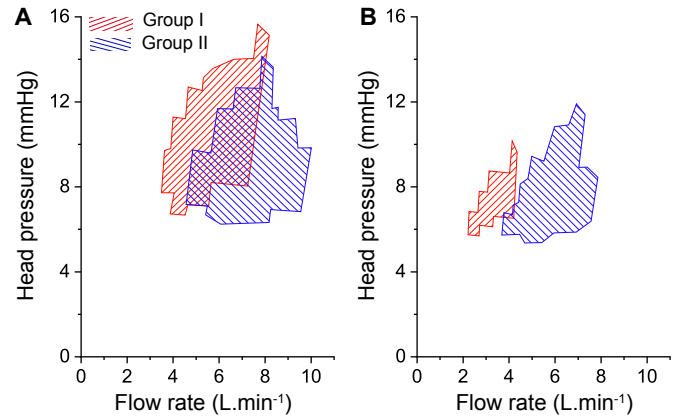 A
Group I
Group II
Head pressure (mmHg)
16
12
8
4
0
0 2 4 6 8 10
Flow rate (L.min⁻¹)
B
Head pressure (mmHg)
16
12
8
4
0
0 2 4 6 8 10
Flow rate (L.min⁻¹)